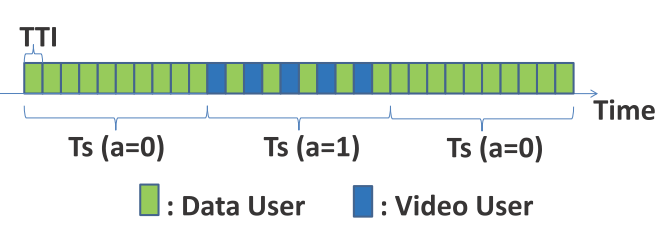 TTI
Time
Ts (a=0) Ts (a=1) Ts (a=0)
: Data User : Video User